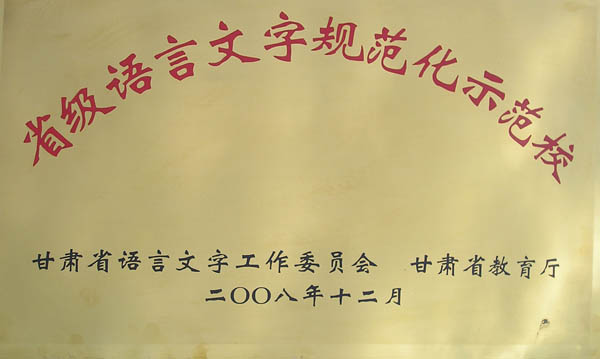 省级语言文字规范化示范校
甘肃省语言文字工作委员会 甘肃省教育厅
二〇〇八年十二月